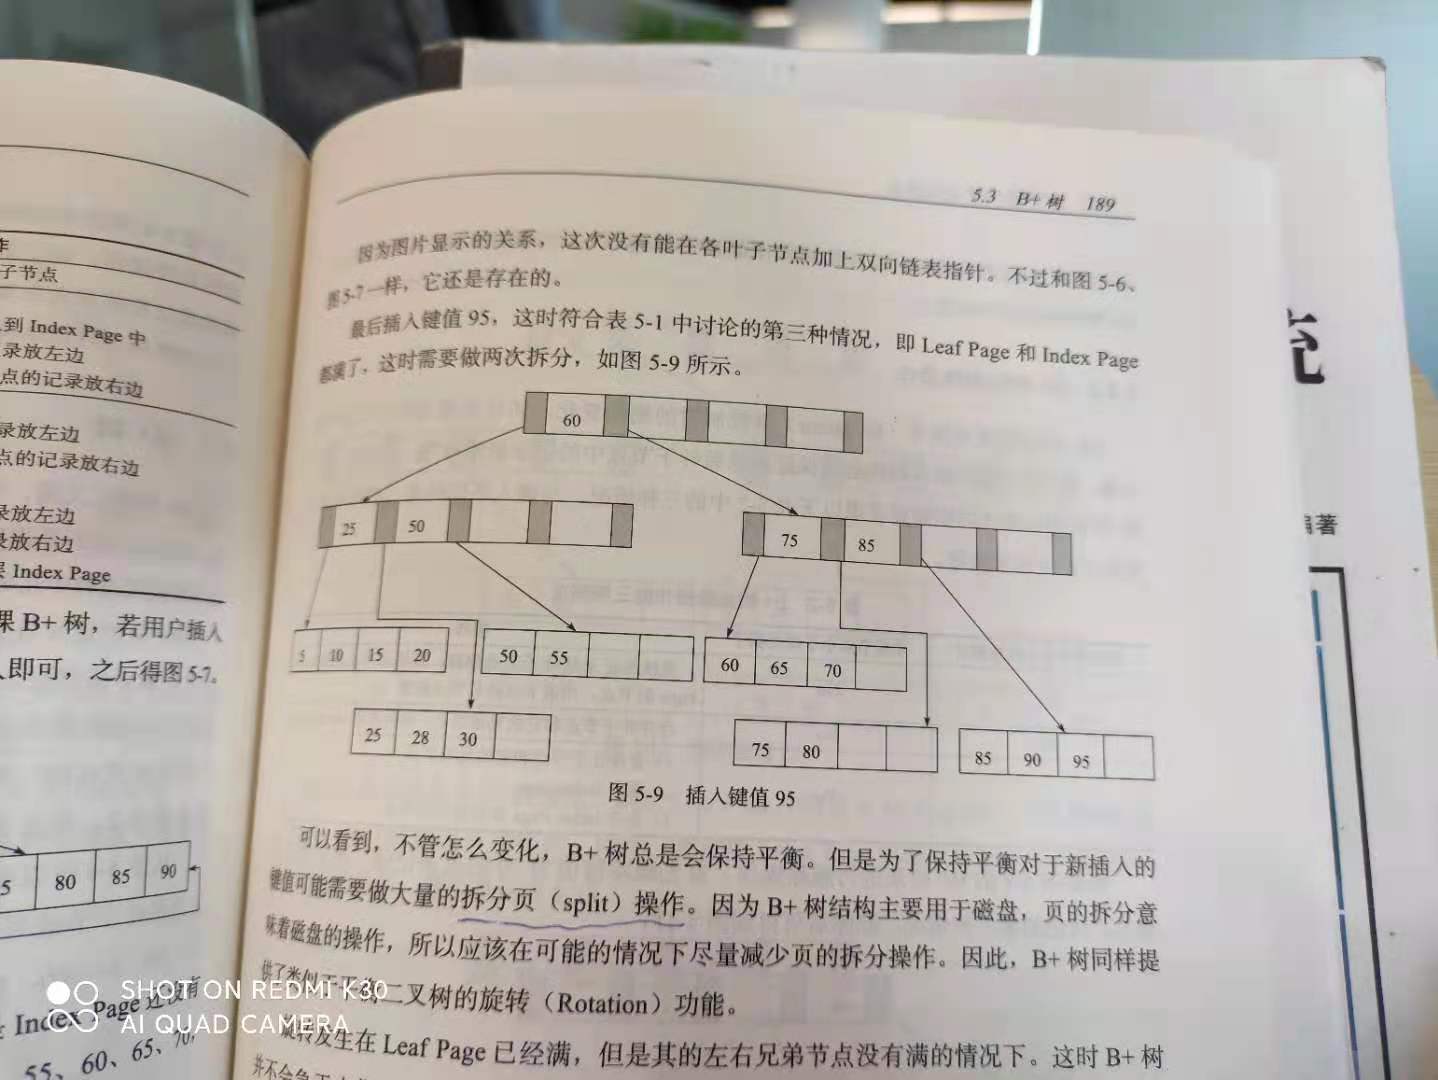 作
子节点
到 Index Page 中
录放左边
点的记录放右边
录放左边
点的记录放右边
录放左边
录放右边
Index Page
果 B+ 树，若用户插入
即可，之后得图 5-7。
80 85 90
Index Page 还没有
55、60、65、70、
5.3 B+ 树 189
因为图片显示的关系，这次没有能在各叶子节点加上双向链表指针。不过和图 5-6、
图 5-7 一样，它还是存在的。
最后插入键值 95，这时符合表 5-1 中讨论的第三种情况，即 Leaf Page 和 Index Page
都满了，这时需要做两次拆分，如图 5-9 所示。
60
25 50
75 85
5 10 15 20
50 55
60 65 70
25 28 30
75 80
85 90 95
图 5-9 插入键值 95
可以看到，不管怎么变化，B+ 树总是会保持平衡。但是为了保持平衡对于新插入的
键值可能需要做大量的拆分页（split）操作。因为 B+ 树结构主要用于磁盘，页的拆分意
味着磁盘的操作，所以应该在可能的情况下尽量减少页的拆分操作。因此，B+ 树同样提
供了类似于平衡二叉树的旋转（Rotation）功能。
旋转发生在 Leaf Page 已经满，但是其的左右兄弟节点没有满的情况下。这时 B+ 树
并不会急于
编著
SHOT ON REDMI K30
AI QUAD CAMERA